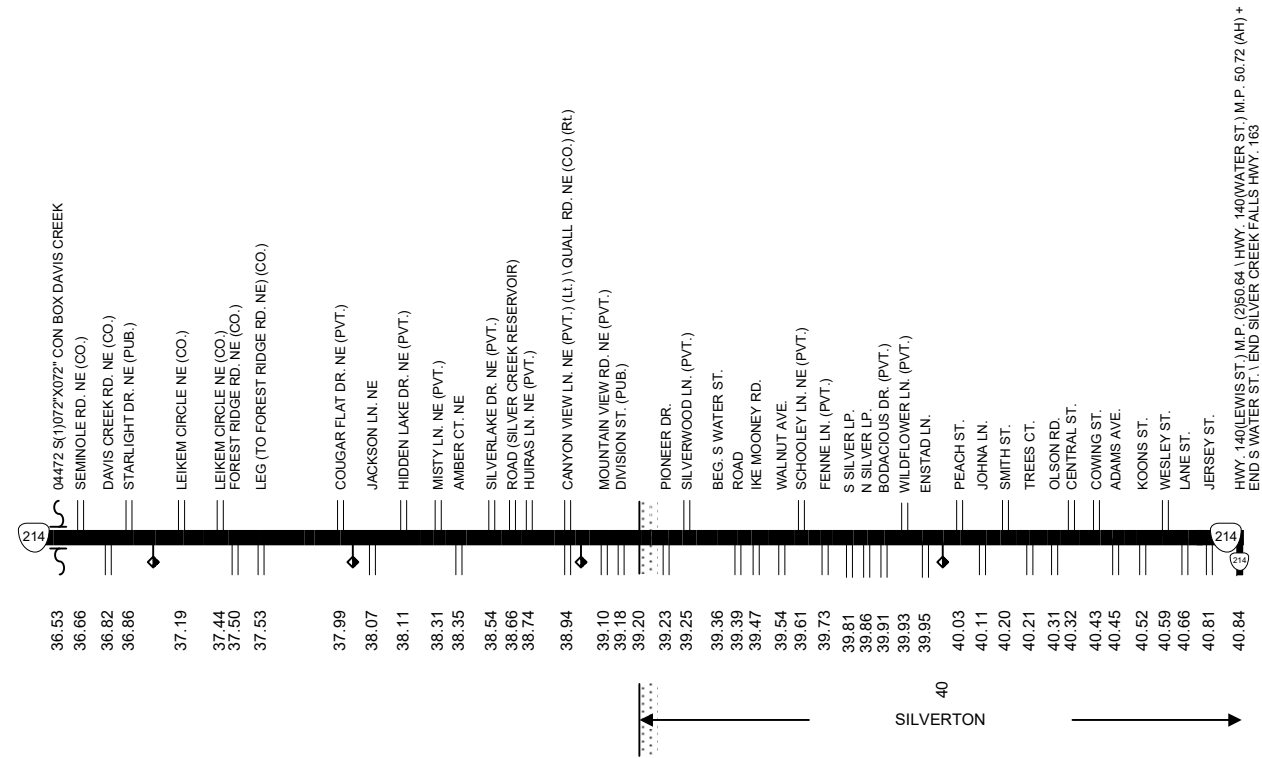 04472 S(1)072"X072" CON BOX DAVIS CREEK
SEMINOLE RD. NE (CO.)
DAVIS CREEK RD. NE (CO.)
STARLIGHT DR. NE (PUB.)
LEIKEM CIRCLE NE (CO.)
LEIKEM CIRCLE NE (CO.)
FOREST RIDGE RD. NE (CO.)
LEG (TO FOREST RIDGE RD. NE) (CO.)
COUGAR FLAT DR. NE (PVT.)
JACKSON LN. NE
HIDDEN LAKE DR. NE (PVT.)
MISTY LN. NE (PVT.)
AMBER CT. NE
SILVERLAKE DR. NE (PVT.)
ROAD (SILVER CREEK RESERVOIR)
HUIRAS LN. NE (PVT.)
CANYON VIEW LN. NE (PVT.) (Lt.) \ QUALL RD. NE (CO.) (Rt.)
MOUNTAIN VIEW RD. NE (PVT.)
DIVISION ST. (PUB.)
PIONEER DR.
SILVERWOOD LN. (PVT.)
BEG. S WATER ST.
ROAD
IKE MOONEY RD.
WALNUT AVE.
SCHOOLEY LN. NE (PVT.)
FENNE LN. (PVT.)
S SILVER LP.
N SILVER LP.
BODACIOUS DR. (PVT.)
WILDFLOWER LN. (PVT.)
ENSTAD LN.
PEACH ST.
JOHNA LN.
SMITH ST.
TREES CT.
OLSON RD.
CENTRAL ST.
COWING ST.
ADAMS AVE.
KOONS ST.
WESLEY ST.
LANE ST.
JERSEY ST.
HWY. 140(LEWIS ST.) M.P. (2)50.64 \ HWY. 140(WATER ST.) M.P. 50.72 (AH) +
END S WATER ST. \ END SILVER CREEK FALLS HWY. 163
214
214
214
36.53
36.66
36.82
36.86
37.19
37.44
37.50
37.53
37.99
38.07
38.11
38.31
38.35
38.54
38.66
38.74
38.94
39.10
39.18
39.20
39.23
39.25
39.36
39.39
39.47
39.54
39.61
39.73
39.81
39.86
39.91
39.93
39.95
40.03
40.11
40.20
40.21
40.31
40.32
40.43
40.45
40.52
40.59
40.66
40.81
40.84
40
SILVERTON